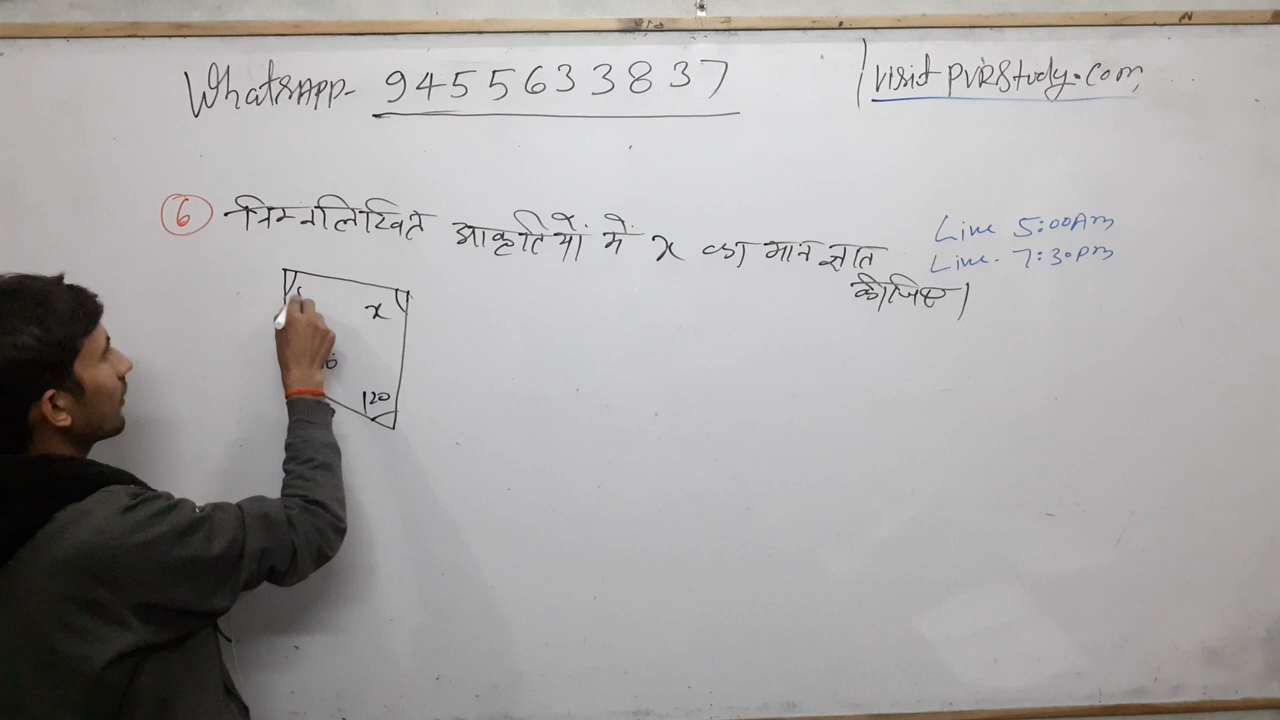 WhatsAPP- 9455633837
visit PVRStudy.com
6 निम्नलिखित आकृतियों में x का मान ज्ञात
कीजिए।
Live 5:00Am
Live- 7:30pm
x
120